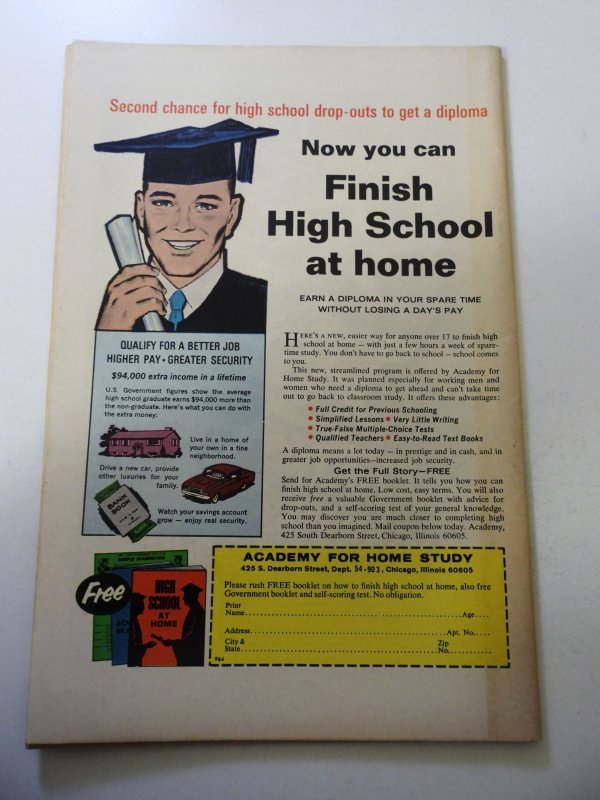 Second chance for high school drop-outs to get a diploma
Now you can
Finish
High School
at home
EARN A DIPLOMA IN YOUR SPARE TIME
WITHOUT LOSING A DAY'S PAY
QUALIFY FOR A BETTER JOB
HIGHER PAY • GREATER SECURITY
$94,000 extra income in a lifetime
U.S. Government figures show the average
high school graduate earns $94,000 more than
the non-graduate. Here's what you can do with
the extra money:
Live in a home of
your own in a fine
neighborhood.
Drive a new car, provide
other luxuries for your
family.
BANK
BOOK
Watch your savings account
grow — enjoy real security.
HERE'S A NEW, easier way for anyone over 17 to finish high
school at home – with just a few hours a week of spare-
time study. You don't have to go back to school – school comes
to you.
This new, streamlined program is offered by Academy for
Home Study. It was planned especially for working men and
women who need a diploma to get ahead and can't take time
out to go back to classroom study. It offers these advantages:
• Full Credit for Previous Schooling
• Simplified Lessons • Very Little Writing
• True-False Multiple-Choice Tests
• Qualified Teachers • Easy-to-Read Text Books
A diploma means a lot today – in prestige and in cash, and in
greater job opportunities–increased job security.
Get the Full Story–FREE
Send for Academy's FREE booklet. It tells you how you can
finish high school at home. Low cost, easy terms. You will also
receive free a valuable Government booklet with advice for
drop-outs, and a self-scoring test of your general knowledge.
You may discover you are much closer to completing high
school than you imagined. Mail coupon below today. Academy,
425 South Dearborn Street, Chicago, Illinois 60605.
Free
SAMPLE EXAMINATION
HIGH
SCHOOL
AT
HOME
ACADEMY FOR HOME STUDY
425 S. Dearborn Street, Dept. 54-903, Chicago, Illinois 60605
Please rush FREE booklet on how to finish high school at home, also free
Government booklet and self-scoring test. No obligation.
Print
Name Age
Address Apt. No.
City & Zip
State No.
964